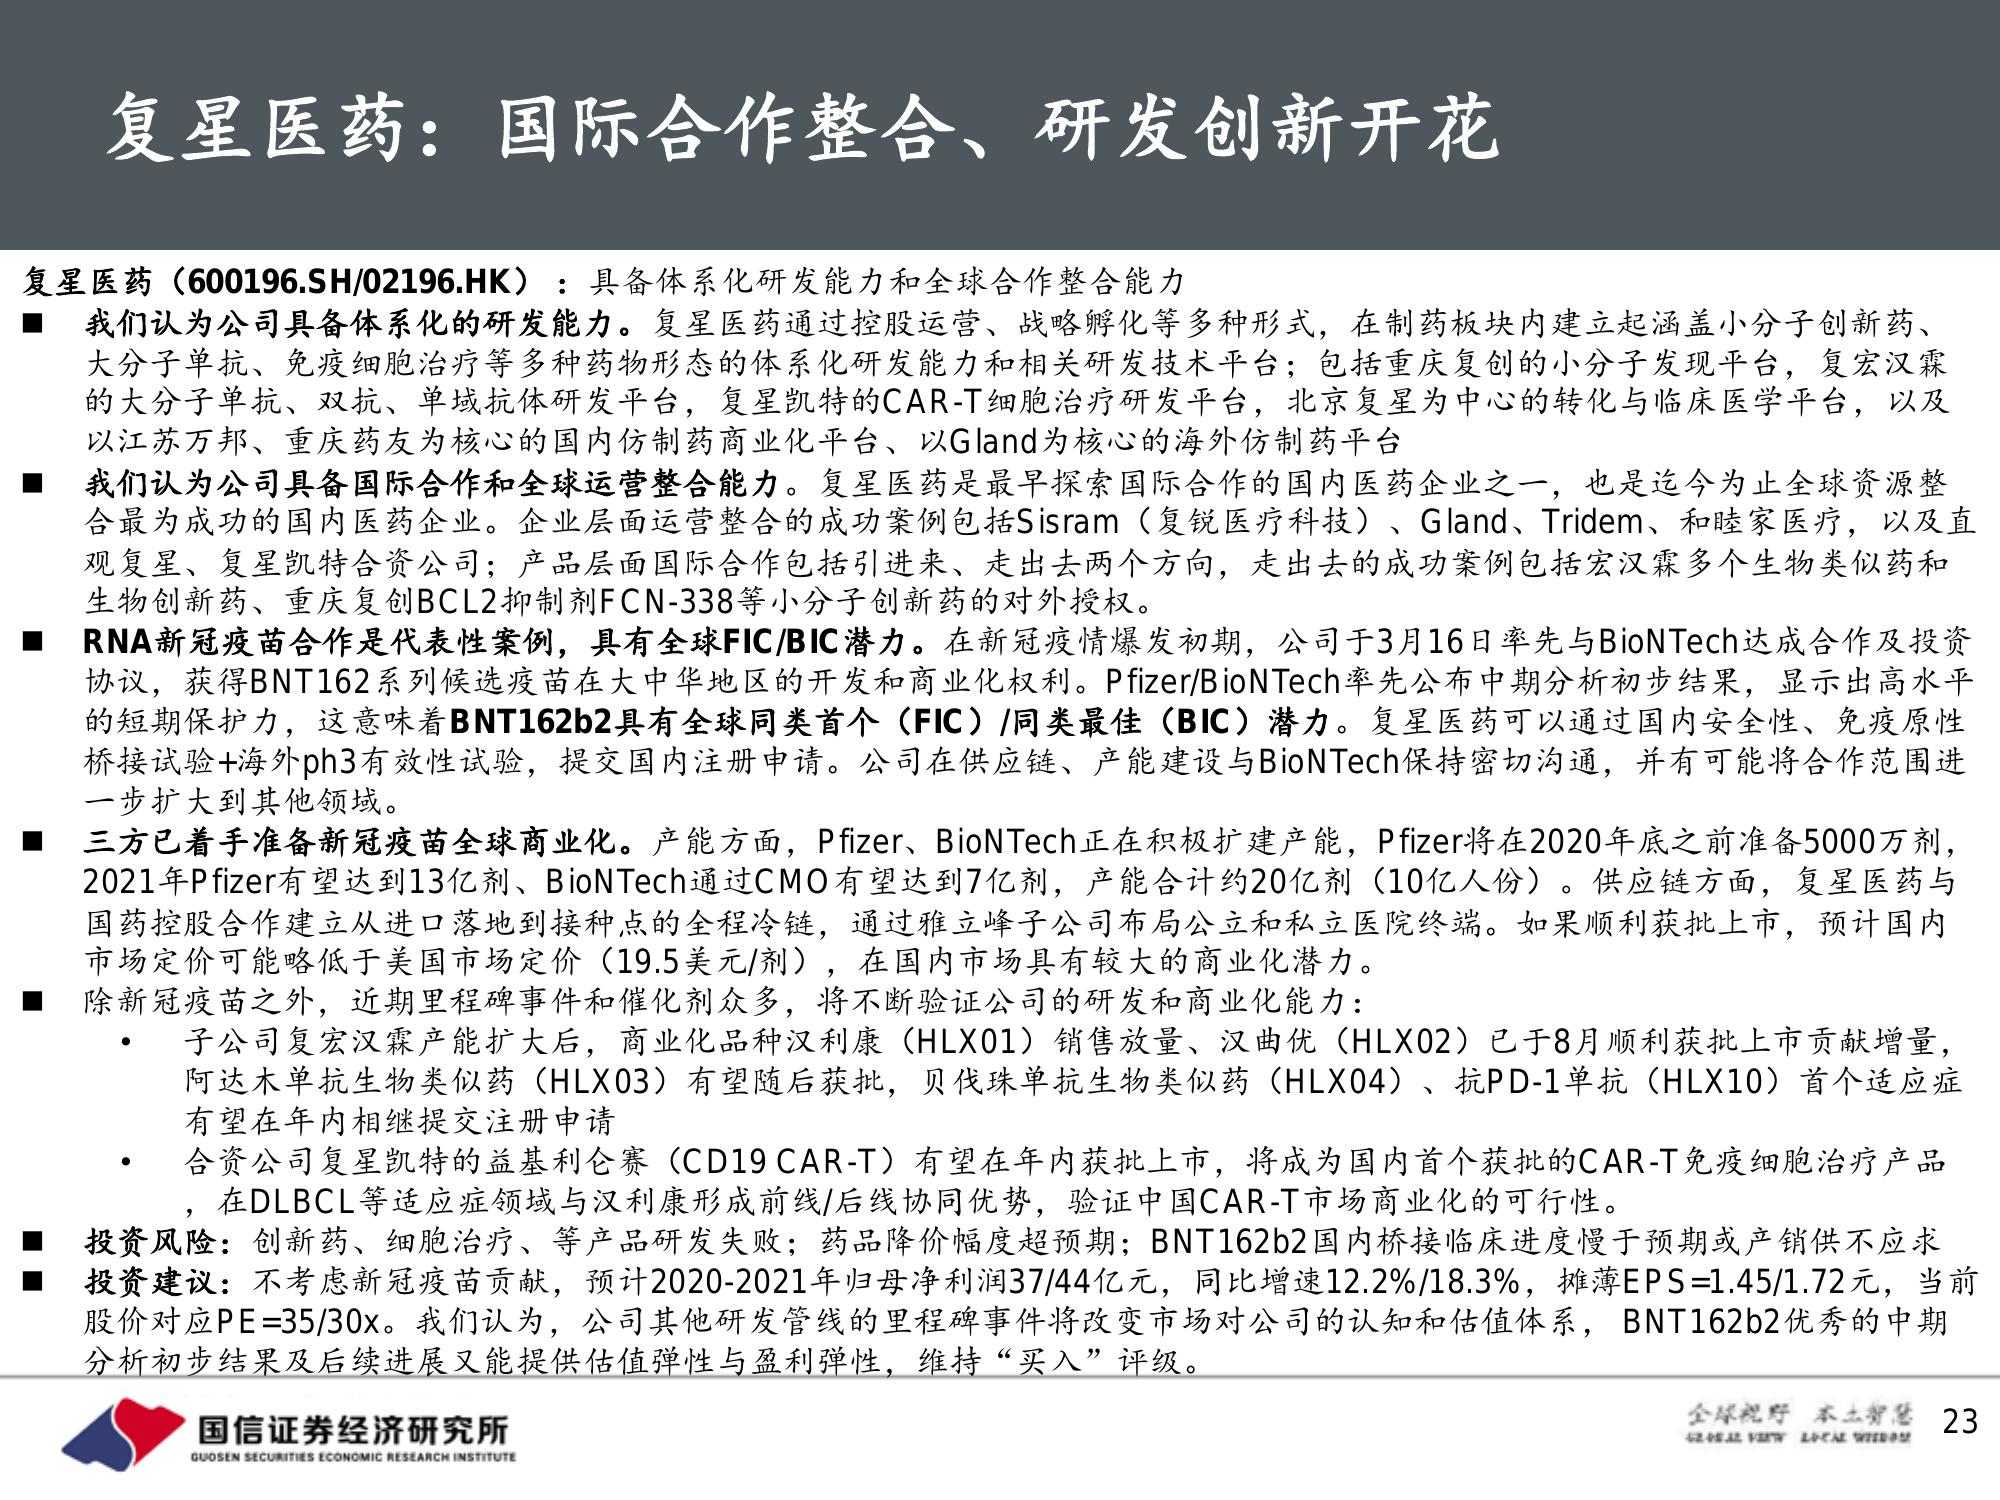 复星医药：国际合作整合、研发创新开花
复星医药（600196.SH/02196.HK）：具备体系化研发能力和全球合作整合能力
■ 我们认为公司具备体系化的研发能力。复星医药通过控股运营、战略孵化等多种形式，在制药板块内建立起涵盖小分子创新药、
大分子单抗、免疫细胞治疗等多种药物形态的体系化研发能力和相关研发技术平台；包括重庆复创的小分子发现平台，复宏汉霖
的大分子单抗、双抗、单域抗体研发平台，复星凯特的CAR-T细胞治疗研发平台，北京复星为中心的转化与临床医学平台，以及
以江苏万邦、重庆药友为核心的国内仿制药商业化平台、以Gland为核心的海外仿制药平台
■ 我们认为公司具备国际合作和全球运营整合能力。复星医药是最早探索国际合作的国内医药企业之一，也是迄今为止全球资源整
合最为成功的国内医药企业。企业层面运营整合的成功案例包括Sisram（复锐医疗科技）、Gland、Tridem、和睦家医疗，以及直
观复星、复星凯特合资公司；产品层面国际合作包括引进来、走出去两个方向，走出去的成功案例包括宏汉霖多个生物类似药和
生物创新药、重庆复创BCL2抑制剂FCN-338等小分子创新药的对外授权。
■ RNA新冠疫苗合作是代表性案例，具有全球FIC/BIC潜力。在新冠疫情爆发初期，公司于3月16日率先与BioNTech达成合作及投资
协议，获得BNT162系列候选疫苗在大中华地区的开发和商业化权利。Pfizer/BioNTech率先公布中期分析初步结果，显示出高水平
的短期保护力，这意味着BNT162b2具有全球同类首个（FIC）/同类最佳（BIC）潜力。复星医药可以通过国内安全性、免疫原性
桥接试验+海外ph3有效性试验，提交国内注册申请。公司在供应链、产能建设与BioNTech保持密切沟通，并有可能将合作范围进
一步扩大到其他领域。
■ 三方已着手准备新冠疫苗全球商业化。产能方面，Pfizer、BioNTech正在积极扩建产能，Pfizer将在2020年底之前准备5000万剂，
2021年Pfizer有望达到13亿剂、BioNTech通过CMO有望达到7亿剂，产能合计约20亿剂（10亿人份）。供应链方面，复星医药与
国药控股合作建立从进口落地到接种点的全程冷链，通过雅立峰子公司布局公立和私立医院终端。如果顺利获批上市，预计国内
市场定价可能略低于美国市场定价（19.5美元/剂），在国内市场具有较大的商业化潜力。
■ 除新冠疫苗之外，近期里程碑事件和催化剂众多，将不断验证公司的研发和商业化能力：
• 子公司复宏汉霖产能扩大后，商业化品种汉利康（HLX01）销售放量、汉曲优（HLX02）已于8月顺利获批上市贡献增量，
阿达木单抗生物类似药（HLX03）有望随后获批，贝伐珠单抗生物类似药（HLX04）、抗PD-1单抗（HLX10）首个适应症
有望在年内相继提交注册申请
• 合资公司复星凯特的益基利仑赛（CD19 CAR-T）有望在年内获批上市，将成为国内首个获批的CAR-T免疫细胞治疗产品
，在DLBCL等适应症领域与汉利康形成前线/后线协同优势，验证中国CAR-T市场商业化的可行性。
■ 投资风险：创新药、细胞治疗、等产品研发失败；药品降价幅度超预期；BNT162b2国内桥接临床进度慢于预期或产销供不应求
■ 投资建议：不考虑新冠疫苗贡献，预计2020-2021年归母净利润37/44亿元，同比增速12.2%/18.3%，摊薄EPS=1.45/1.72元，当前
股价对应PE=35/30x。我们认为，公司其他研发管线的里程碑事件将改变市场对公司的认知和估值体系， BNT162b2优秀的中期
分析初步结果及后续进展又能提供估值弹性与盈利弹性，维持“买入”评级。
国信证券经济研究所
GUOSEN SECURITIES ECONOMIC RESEARCH INSTITUTE
全球视野 本土智慧
GLOBAL VIEW LOCAL WISDOM
23